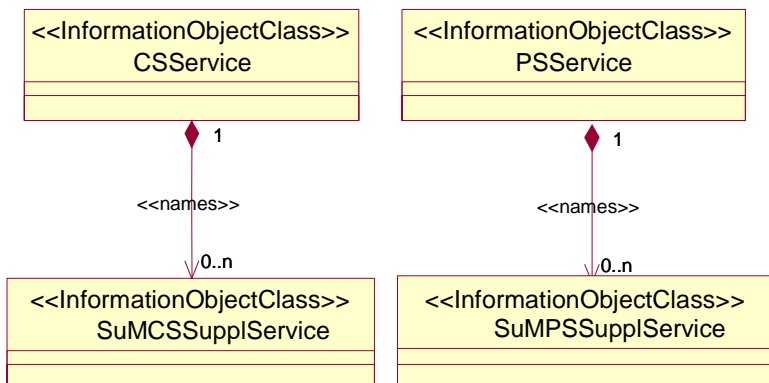 <<InformationObjectClass>>
CSService
<<InformationObjectClass>>
PSService
1
1
<<names>>
<<names>>
0..n
0..n
<<InformationObjectClass>>
SuMCSSupplService
<<InformationObjectClass>>
SuMPSSupplService